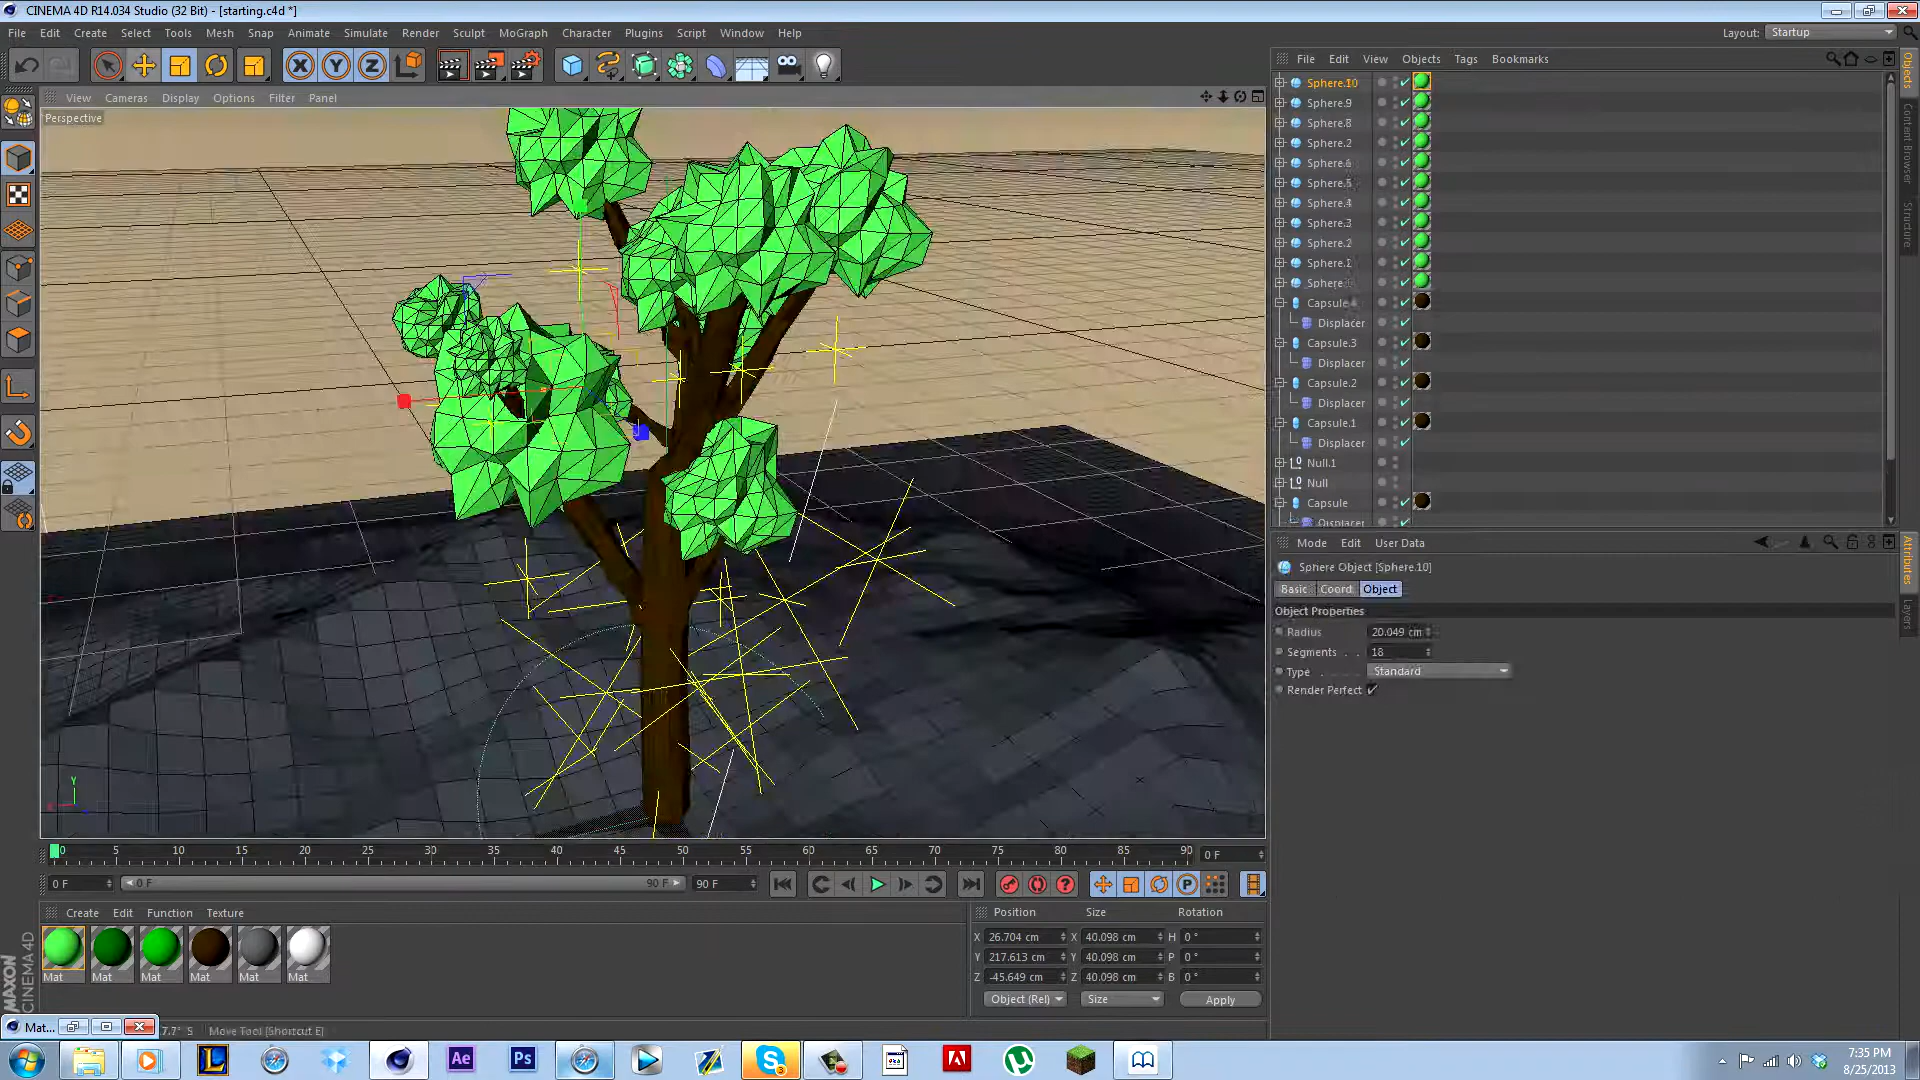 CINEMA 4D R14.034 Studio (32 Bit) - [starting.c4d *]
File Edit Create Select Tools Mesh Snap Animate Simulate Render Sculpt MoGraph Character Plugins Script Window Help
Layout: Startup
View Cameras Display Options Filter Panel
Perspective
File Edit View Objects Tags Bookmarks
Sphere.10
Sphere.9
Sphere.8
Sphere.2
Sphere.6
Sphere.5
Sphere.4
Sphere.3
Sphere.2
Sphere.1
Sphere
Capsule.4
Displacer
Capsule.3
Displacer
Capsule.2
Displacer
Capsule.1
Displacer
Null.1
Null
Capsule
Displacer
Objects
Content Browser
Structure
Attributes
Layers
Mode Edit User Data
Sphere Object [Sphere.10]
Basic Coord Object
Object Properties
Radius 20.049 cm
Segments . . 18
Type . . . . . Standard
Render Perfect
X Y Z
Y
0 5 10 15 20 25 30 35 40 45 50 55 60 65 70 75 80 85 90 0 F
0 F 0 F 90 F 90 F
P
Create Edit Function Texture
Mat Mat Mat Mat Mat Mat
Position Size Rotation
X 26.704 cm X 40.098 cm H 0 °
Y 217.613 cm Y 40.098 cm P 0 °
Z -45.649 cm Z 40.098 cm B 0 °
Object (Rel) Size Apply
MAXON
CINEMA 4D
Mat... 7.7° S Move Tool [Shortcut E]
Ae Ps
7:35 PM
8/25/2013